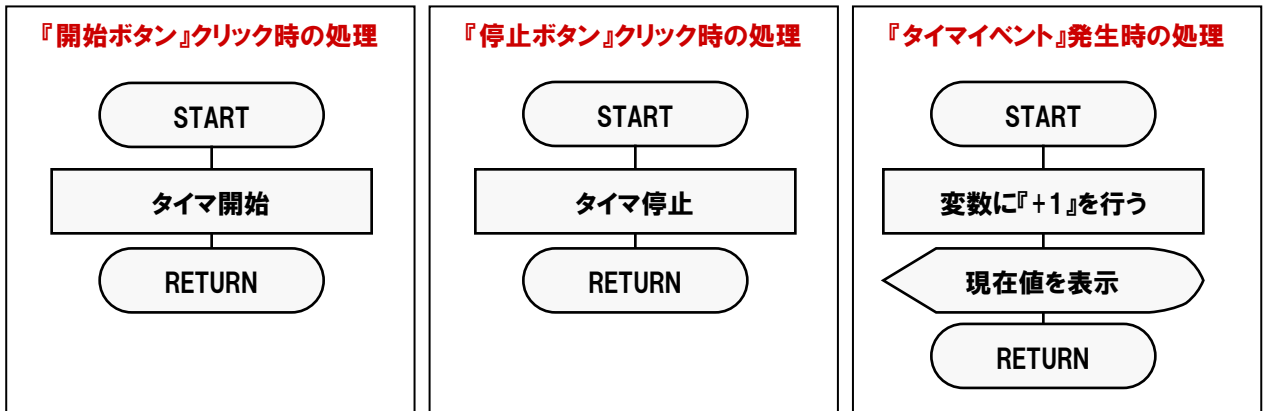 『開始ボタン』クリック時の処理
START
タイマ開始
RETURN
『停止ボタン』クリック時の処理
START
タイマ停止
RETURN
『タイマイベント』発生時の処理
START
変数に『+1』を行う
現在値を表示
RETURN